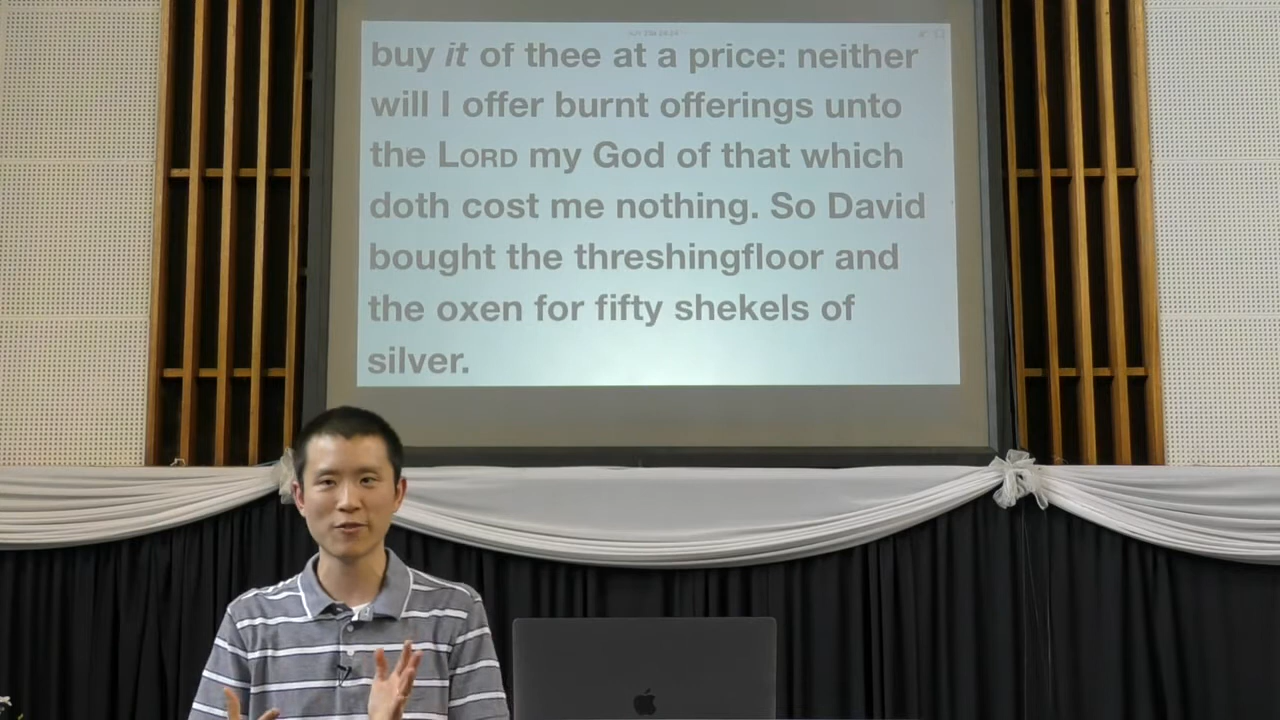 buy it of thee at a price: neither
will I offer burnt offerings unto
the LORD my God of that which
doth cost me nothing. So David
bought the threshingfloor and
the oxen for fifty shekels of
silver.